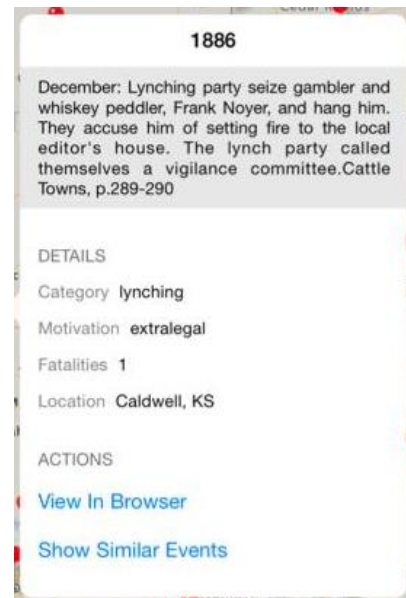 1886
December: Lynching party seize gambler and
whiskey peddler, Frank Noyer, and hang him.
They accuse him of setting fire to the local
editor's house. The lynch party called
themselves a vigilance committee.Cattle
Towns, p.289-290
DETAILS
Category lynching
Motivation extralegal
Fatalities 1
Location Caldwell, KS
ACTIONS
View In Browser
Show Similar Events